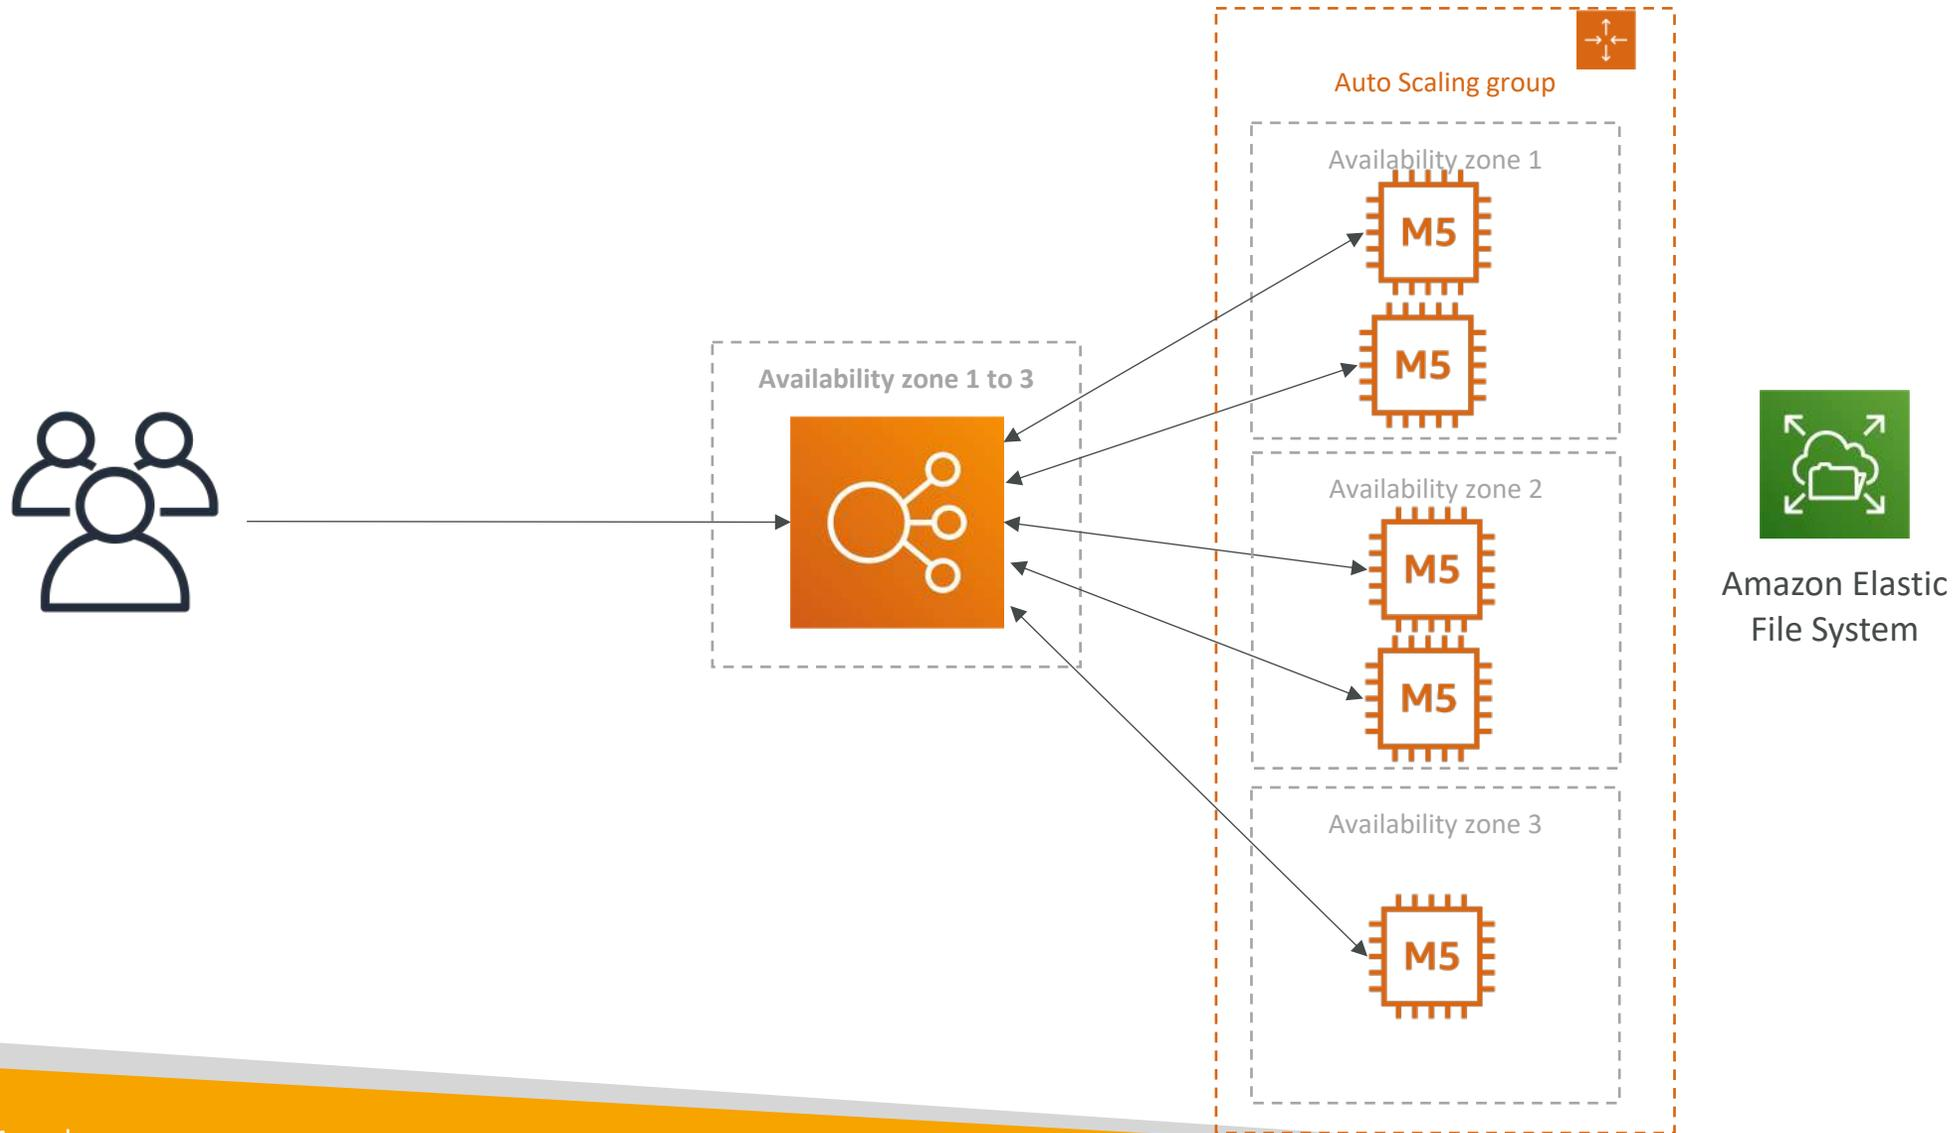 Auto Scaling group
Availability zone 1
M5
M5
Availability zone 1 to 3
Availability zone 2
M5
M5
Amazon Elastic
File System
Availability zone 3
M5